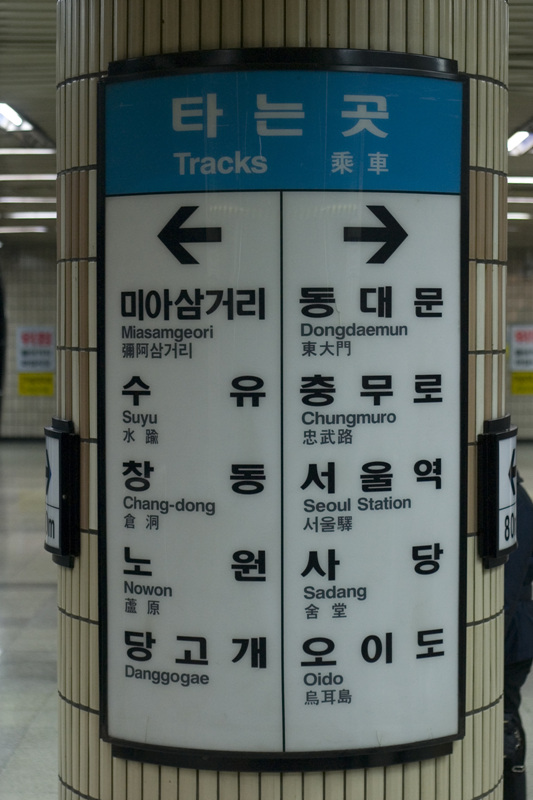 타는곳
Tracks 乘車
← →
미아삼거리
Miasamgeori
彌阿삼거리
수유
Suyu
水踰
창동
Chang-dong
倉洞
노원
Nowon
蘆原
당고개
Danggogae
동대문
Dongdaemun
東大門
충무로
Chungmuro
忠武路
서울역
Seoul Station
서울驛
사당
Sadang
舍堂
오이도
Oido
烏耳島